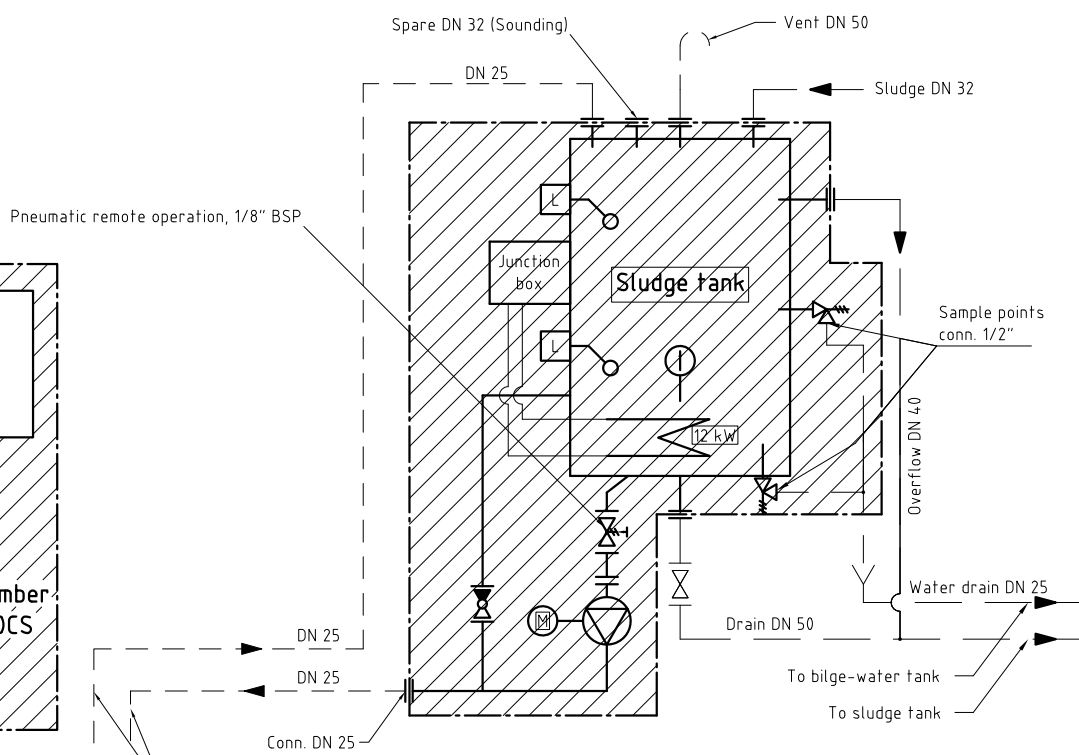 Spare DN 32 (Sounding)
Vent DN 50
DN 25
Sludge DN 32
Pneumatic remote operation, 1/8" BSP
L
Junction
box
Sludge tank
Sample points
conn. 1/2"
L
12 kW
Overflow DN 40
mber
OCS
M
Water drain DN 25
Drain DN 50
DN 25
DN 25
To bilge-water tank
To sludge tank
Conn. DN 25